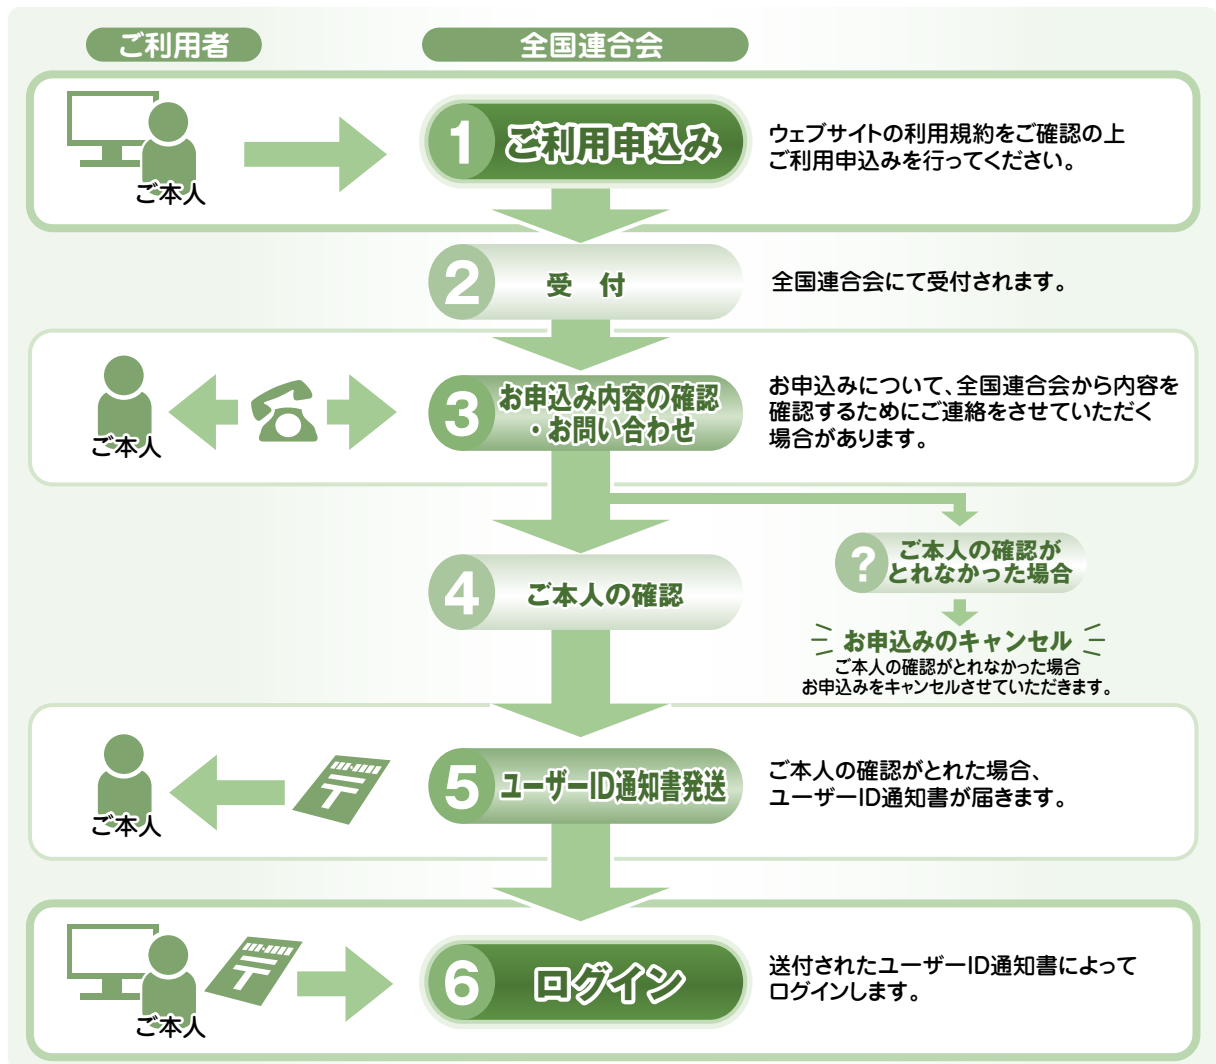 ご利用者
全国連合会
ご本人
1
ご利用申込み
ウェブサイトの利用規約をご確認の上
ご利用申込みを行ってください。
2
受 付
全国連合会にて受付されます。
ご本人
3
お申込み内容の確認
・お問い合わせ
お申込みについて、全国連合会から内容を
確認するためにご連絡をさせていただく
場合があります。
4
ご本人の確認
?
ご本人の確認が
とれなかった場合
お申込みのキャンセル
ご本人の確認がとれなかった場合
お申込みをキャンセルさせていただきます。
ご本人
〒
5
ユーザーID通知書発送
ご本人の確認がとれた場合、
ユーザーID通知書が届きます。
ご本人
〒
6
ログイン
送付されたユーザーID通知書によって
ログインします。